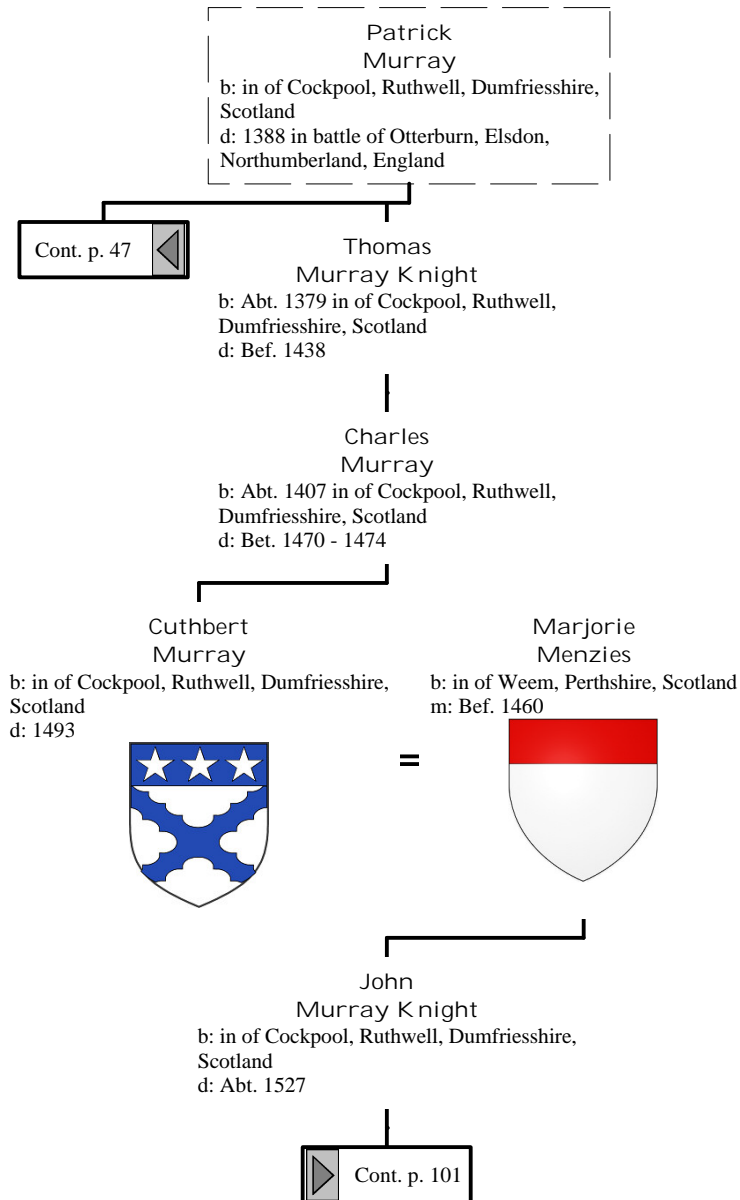 Patrick
Murray
b: in of Cockpool, Ruthwell, Dumfriesshire,
Scotland
d: 1388 in battle of Otterburn, Elsdon,
Northumberland, England
Cont. p. 47
Thomas
Murray Knight
b: Abt. 1379 in of Cockpool, Ruthwell,
Dumfriesshire, Scotland
d: Bef. 1438
Charles
Murray
b: Abt. 1407 in of Cockpool, Ruthwell,
Dumfriesshire, Scotland
d: Bet. 1470 - 1474
Cuthbert
Murray
b: in of Cockpool, Ruthwell, Dumfriesshire,
Scotland
d: 1493
=
Marjorie
Menzies
b: in of Weem, Perthshire, Scotland
m: Bef. 1460
John
Murray Knight
b: in of Cockpool, Ruthwell, Dumfriesshire,
Scotland
d: Abt. 1527
Cont. p. 101